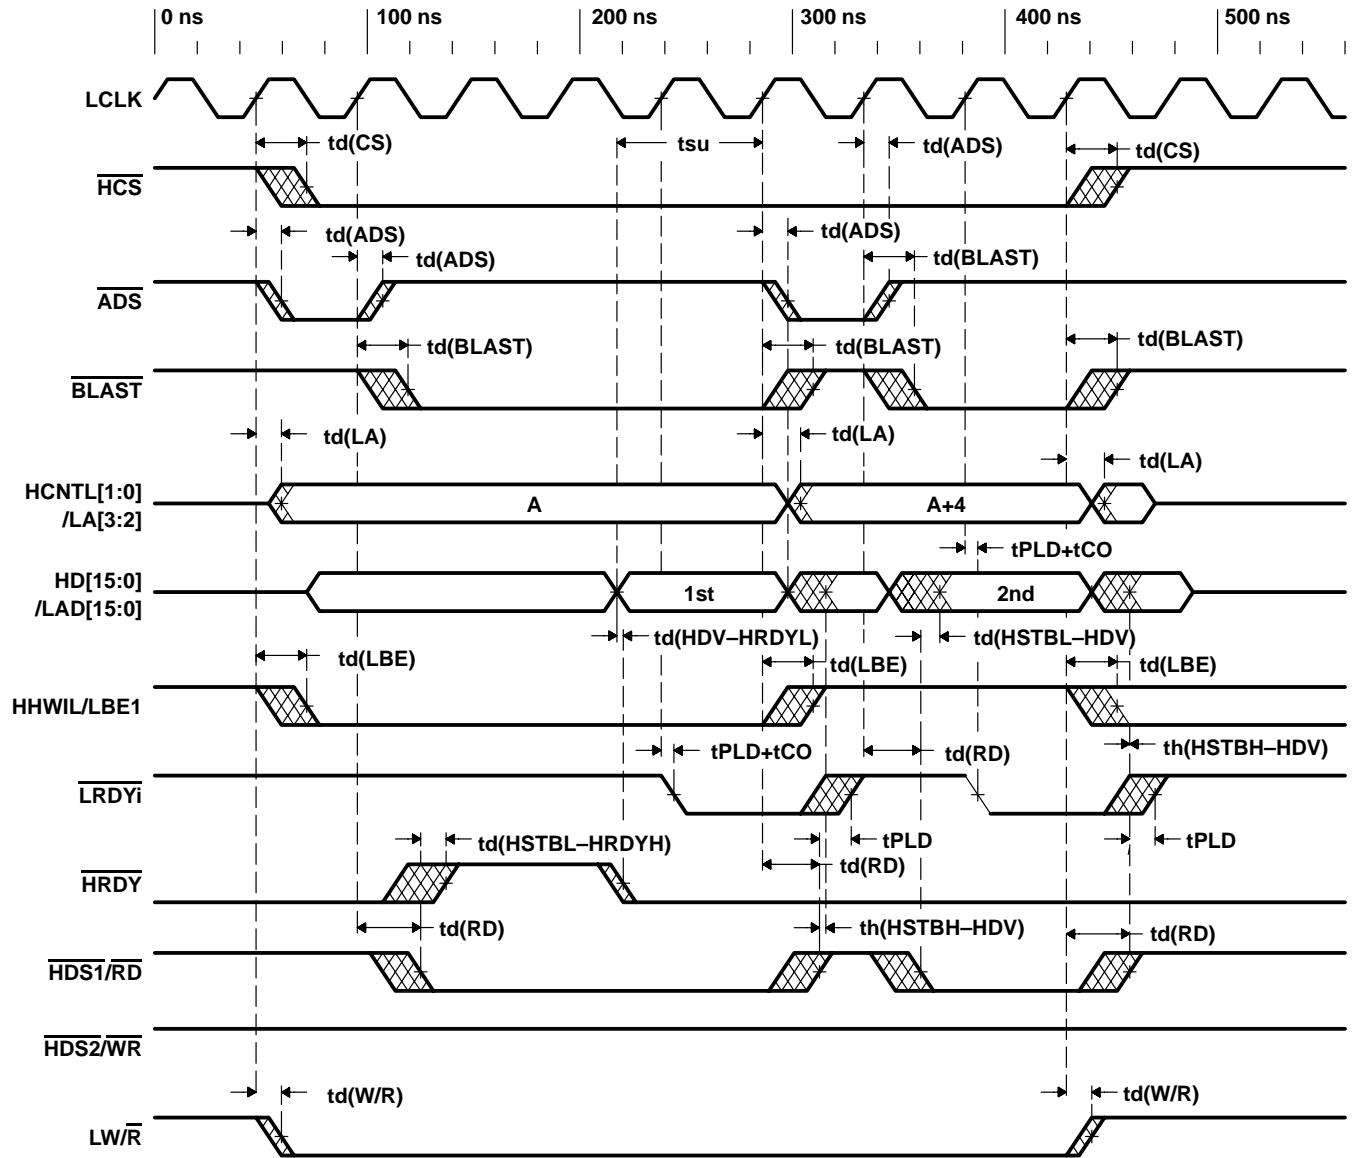 0 ns 100 ns 200 ns 300 ns 400 ns 500 ns
LCLK
td(CS) tsu td(ADS) td(CS)
HCS
td(ADS) td(ADS)
td(ADS) td(BLAST)
ADS
td(BLAST) td(BLAST) td(BLAST)
BLAST
td(LA) td(LA) td(LA)
HCNTL[1:0]
/LA[3:2]
A A+4
tPLD+tCO
HD[15:0]
/LAD[15:0]
1st 2nd
td(HDV–HRDYL) td(HSTBL–HDV)
td(LBE) td(LBE) td(LBE)
HHWIL/LBE1
tPLD+tCO td(RD) th(HSTBH–HDV)
LRDYi
td(HSTBL–HRDYH) tPLD tPLD
td(RD)
HRDY
td(RD) th(HSTBH–HDV) td(RD)
HDS1/RD
HDS2/WR
td(W/R) td(W/R)
LW/R